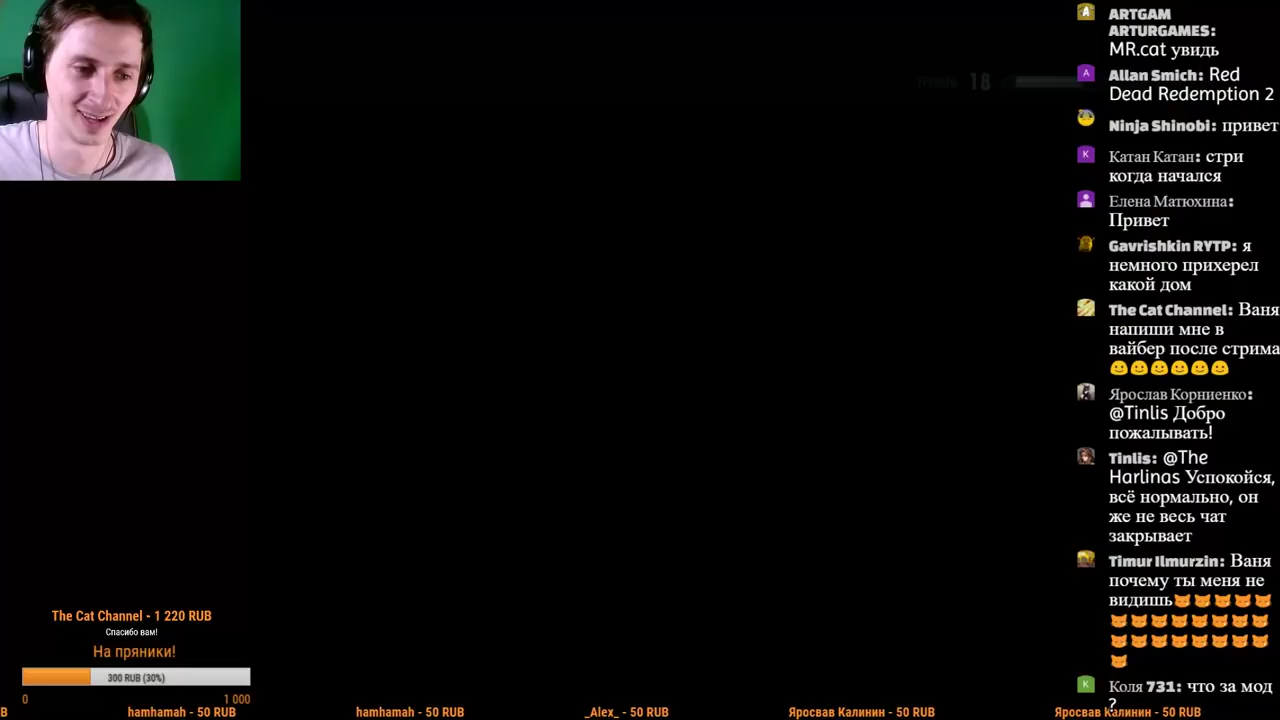 ARTGAM
ARTURGAMES:
MR.cat увидь
Allan Smich: Red
Dead Redemption 2
Ninja Shinobi: привет
Катан Катан: стри
когда начался
Елена Матюхина:
Привет
Gavrishkin RYTP: я
немного прихерел
какой дом
The Cat Channel: Ваня
напиши мне в
вайбер после стрима
Ярослав Корниенко:
@Tinlis Добро
пожалывать!
Tinlis: @The
Harlinas Успокойся,
всё нормально, он
же не весь чат
закрывает
Timur Ilmurzin: Ваня
почему ты меня не
видишь
Коля 731: что за мод
?
УРОВЕНЬ 18
The Cat Channel - 1 220 RUB
Спасибо вам!
На пряники!
300 RUB (30%)
0 1 000
B hamhamah - 50 RUB hamhamah - 50 RUB _Alex_ - 50 RUB Яросвав Калинин - 50 RUB Яросвав Калинин - 50 RUB